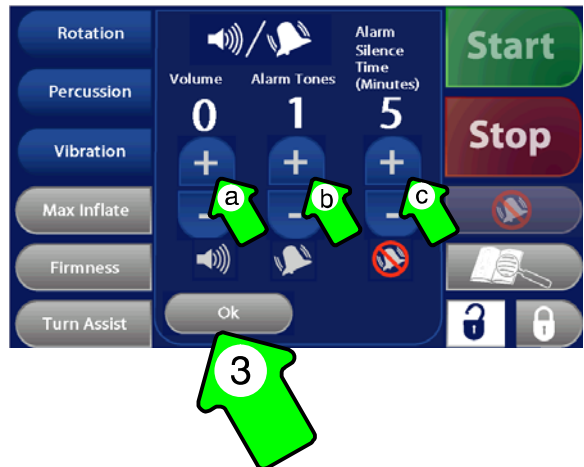 Rotation
Percussion
Vibration
Max Inflate
Firmness
Turn Assist
/
Volume
0
+
a
-
Alarm Tones
1
+
b
-
Alarm
Silence
Time
(Minutes)
5
+
c
-
Ok
3
Start
Stop